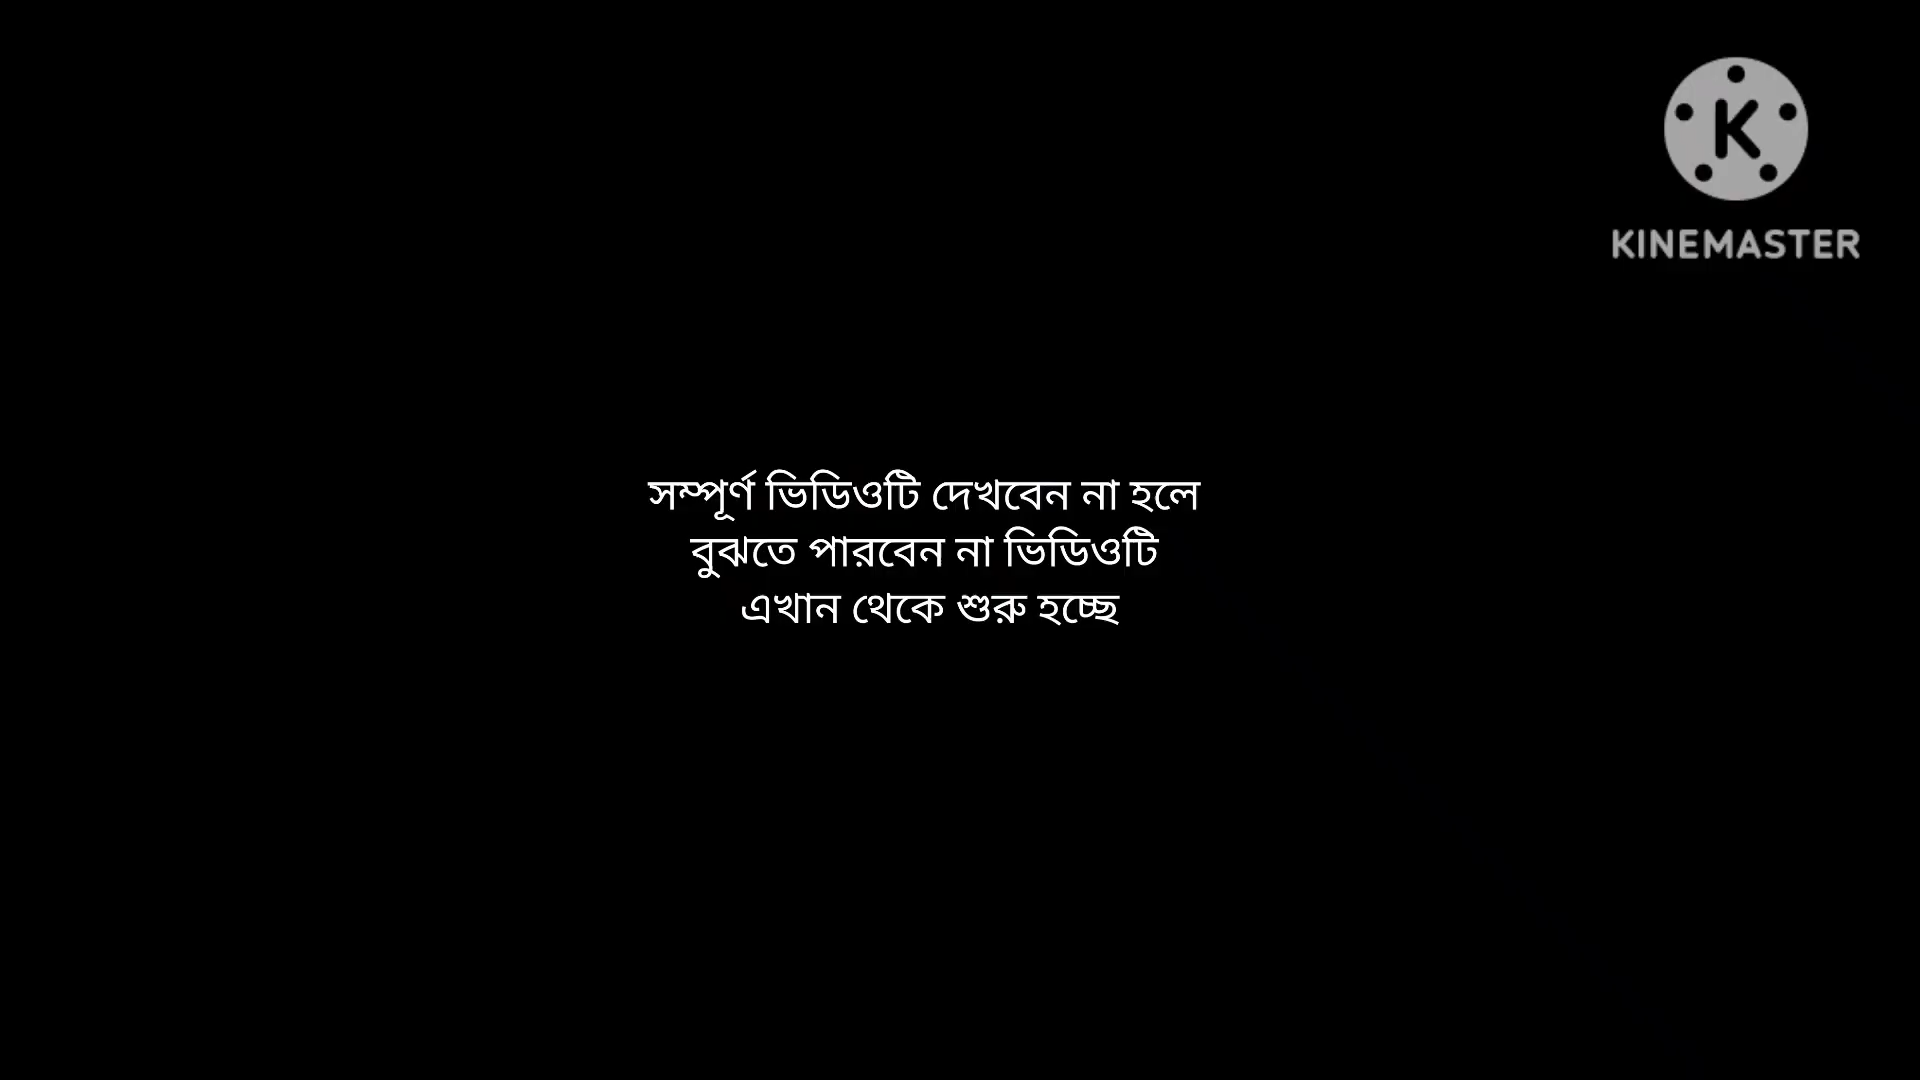 KINEMASTER
সম্পূর্ণ ভিডিওটি দেখবেন না হলে
বুঝতে পারবেন না ভিডিওটি
এখান থেকে শুরু হচ্ছে